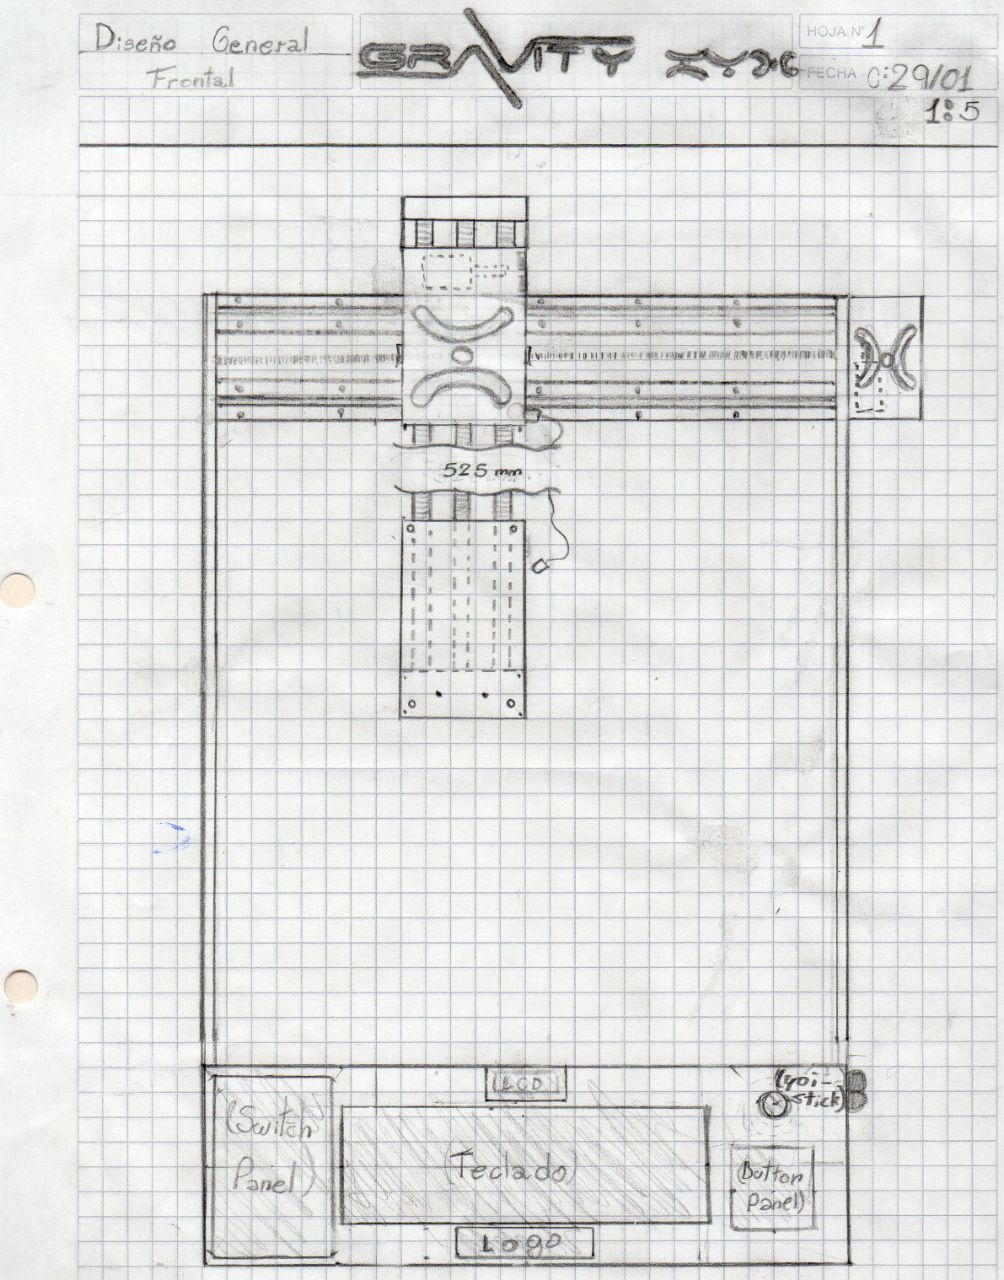 Diseño General
Frontal
GRAVITY ZYXG
HOJA Nº 1
FECHA 0:29/01
1:5
525 mm
(LCD)
(yoi-
stick)
(Switch
Panel)
(Teclado)
(Button
Panel)
Logo